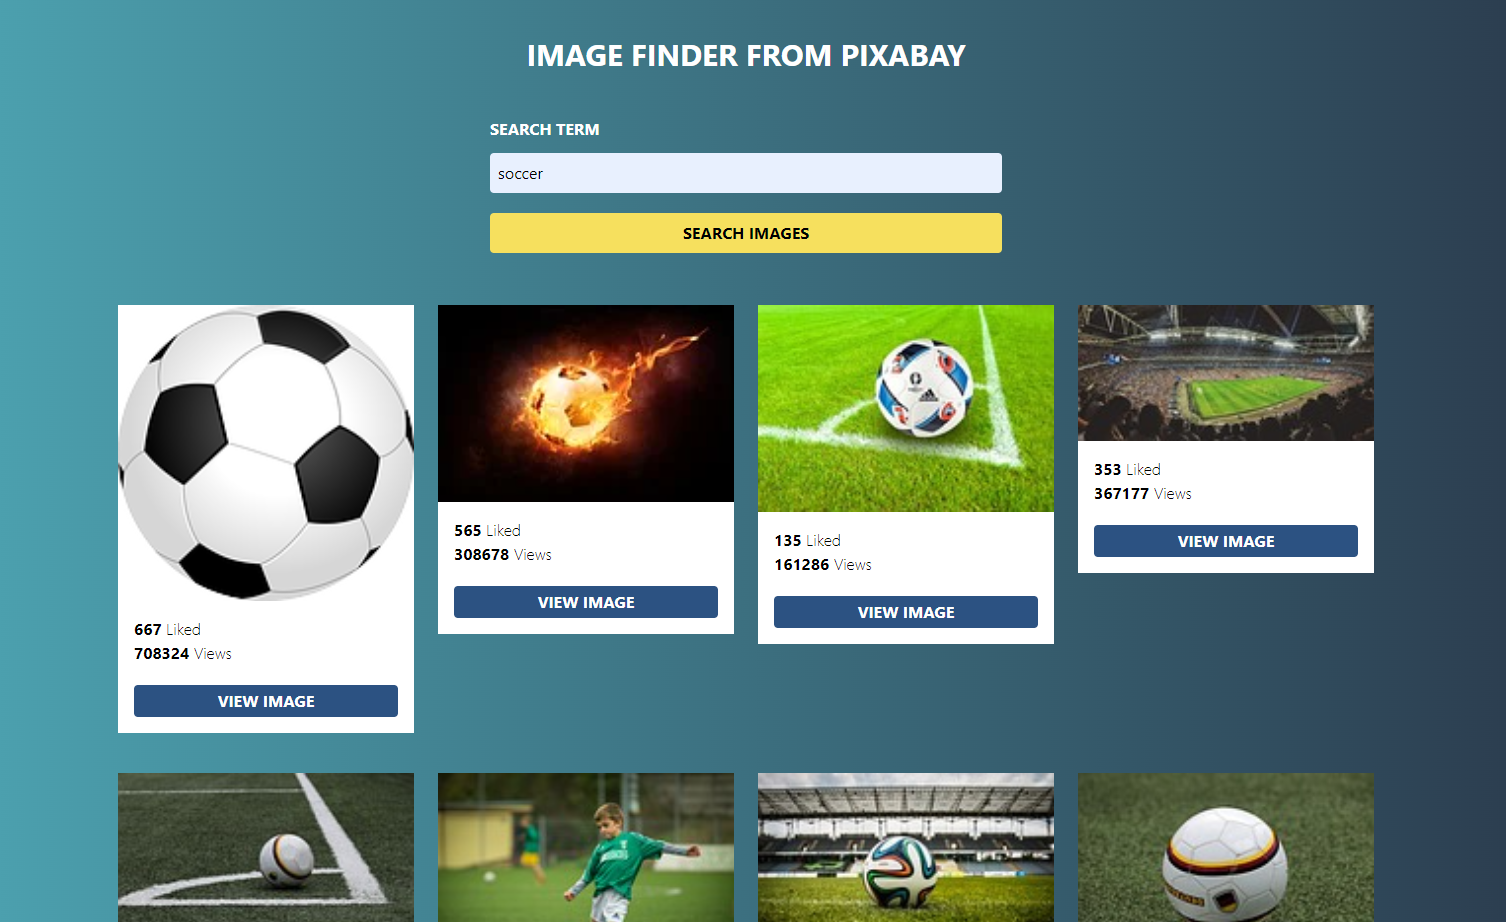 IMAGE FINDER FROM PIXABAY
SEARCH TERM
soccer
SEARCH IMAGES
667 Liked
708324 Views
VIEW IMAGE
565 Liked
308678 Views
VIEW IMAGE
135 Liked
161286 Views
VIEW IMAGE
353 Liked
367177 Views
VIEW IMAGE